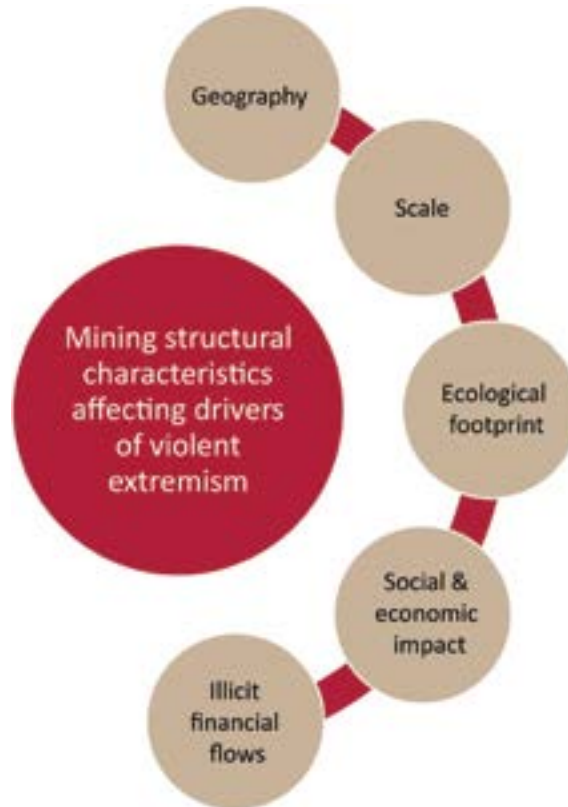 Geography
Scale
Mining structural
characteristics
affecting drivers
of violent
extremism
Ecological
footprint
Social &
economic
impact
Illicit
financial
flows